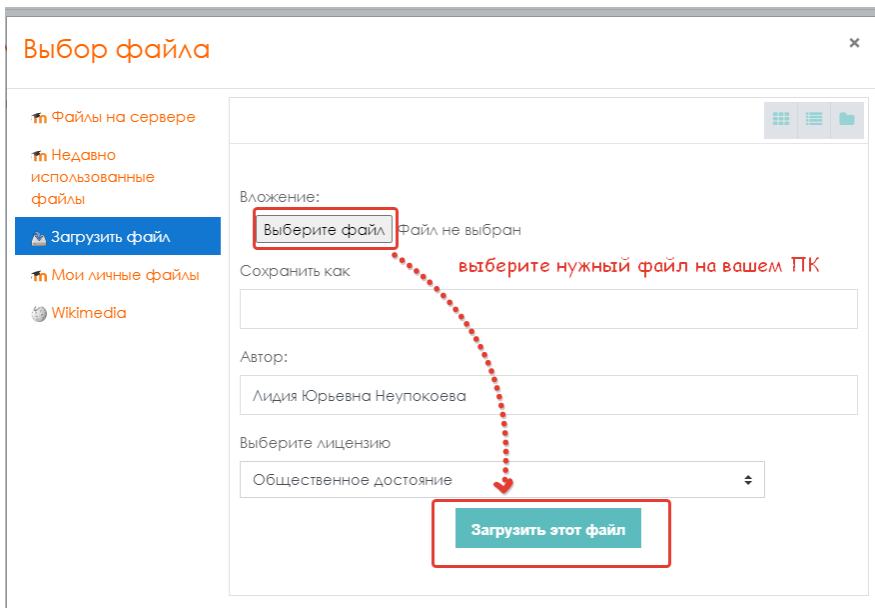 Выбор файла
×
Файлы на сервере
Недавно
использованные
файлы
Загрузить файл
Мои личные файлы
Wikimedia
Вложение:
Выберите файл Файл не выбран
выберите нужный файл на вашем ПК
Сохранить как
Автор:
Лидия Юрьевна Неупокоева
Выберите лицензию
Общественное достояние
Загрузить этот файл